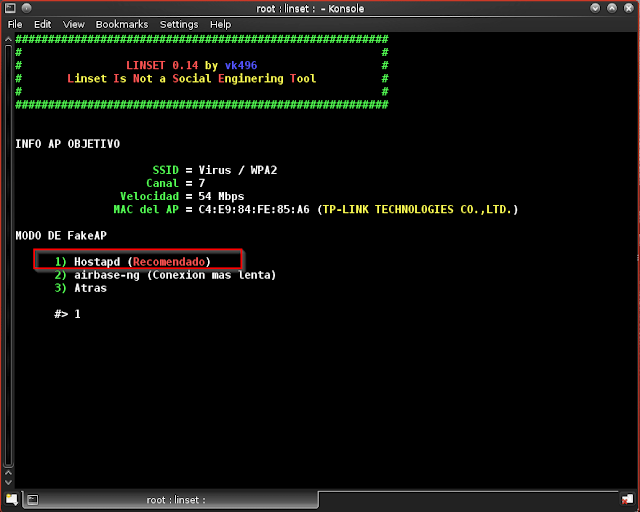 root : linset : - Konsole
File Edit View Bookmarks Settings Help
#########################################################
# #
# LINSET 0.14 by vk496 #
# Linset Is Not a Social Enginering Tool #
# #
#########################################################
INFO AP OBJETIVO
SSID = Virus / WPA2
Canal = 7
Velocidad = 54 Mbps
MAC del AP = C4:E9:84:FE:85:A6 (TP-LINK TECHNOLOGIES CO.,LTD.)
MODO DE FakeAP
1) Hostapd (Recomendado)
2) airbase-ng (Conexion mas lenta)
3) Atras
#> 1
root : linset :